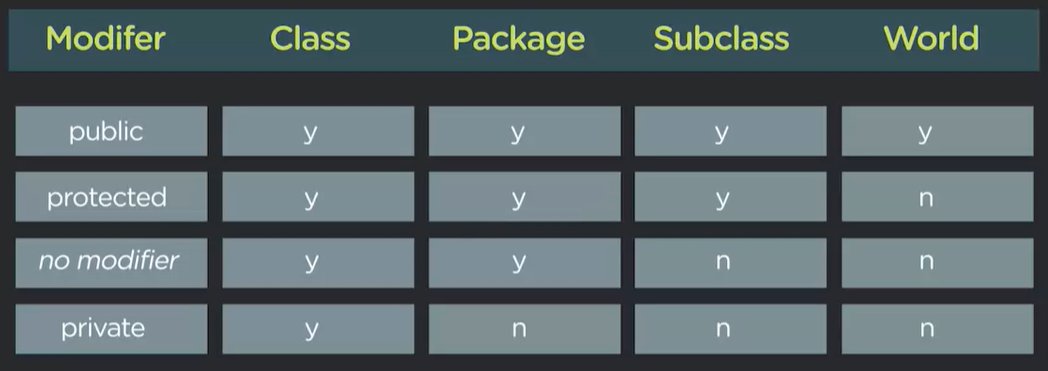 Modifer Class Package Subclass World
public y y y y
protected y y y n
no modifier y y n n
private y n n n